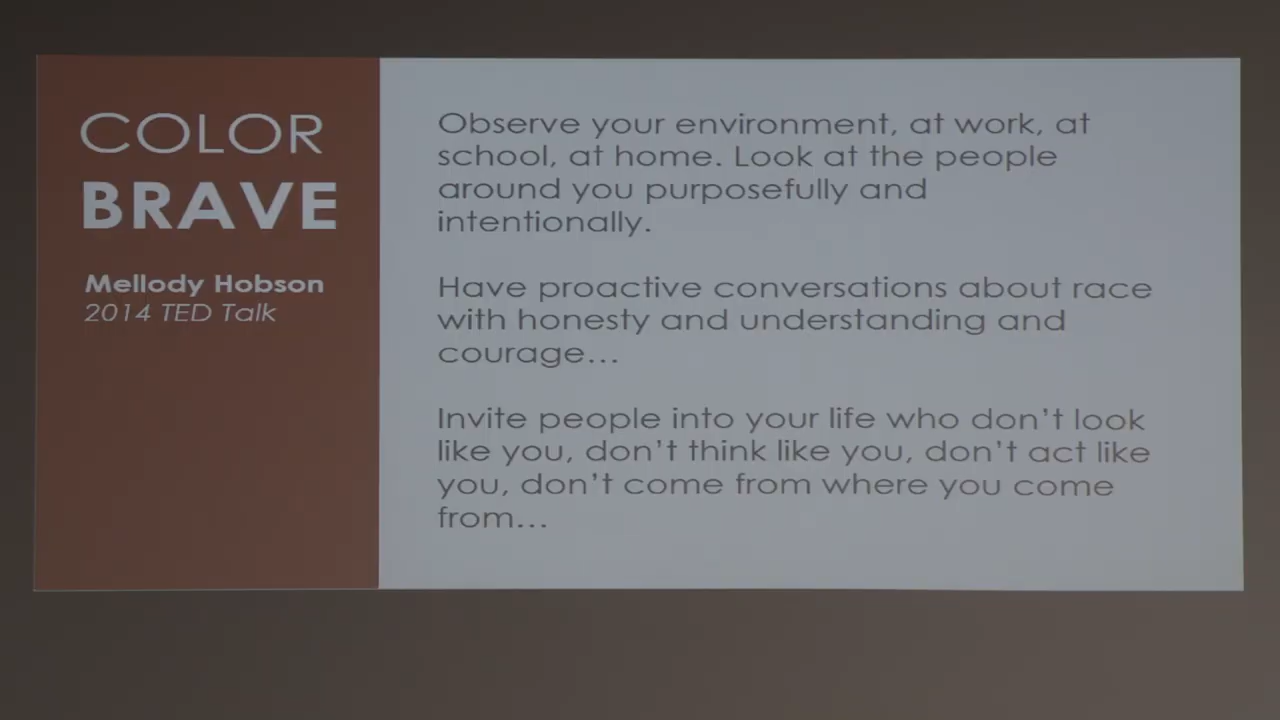 COLOR
BRAVE
Mellody Hobson
2014 TED Talk
Observe your environment, at work, at
school, at home. Look at the people
around you purposefully and
intentionally.
Have proactive conversations about race
with honesty and understanding and
courage...
Invite people into your life who don't look
like you, don't think like you, don't act like
you, don't come from where you come
from...